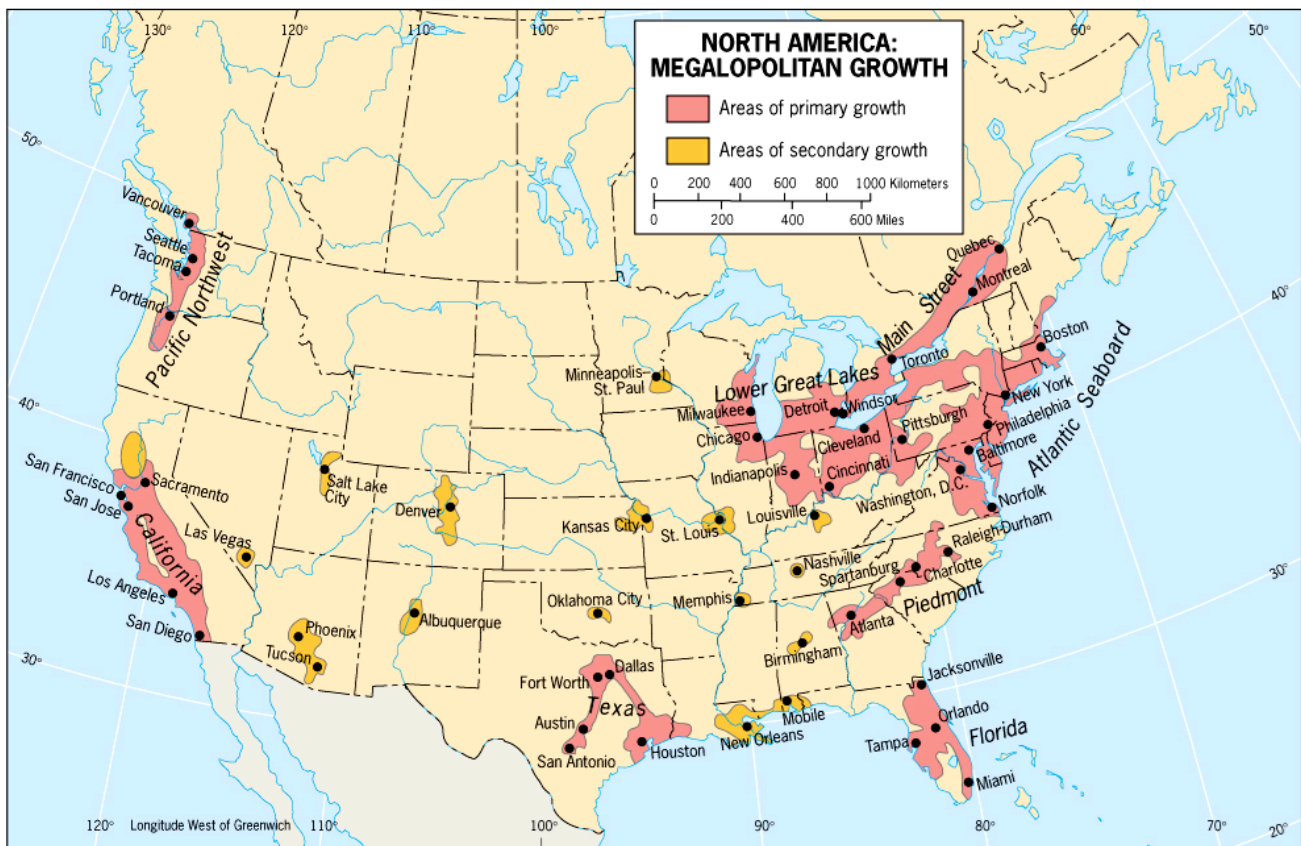 130°
120°
110°
100°
60°
50°
NORTH AMERICA:
MEGALOPOLITAN GROWTH
Areas of primary growth
Areas of secondary growth
0 200 400 600 800 1000 Kilometers
0 200 400 600 Miles
50°
Vancouver
Seattle
Tacoma
Portland
Pacific Northwest
Quebec
Montreal
Main Street
40°
Toronto
Boston
Minneapolis-
St. Paul
Lower Great Lakes
Milwaukee
Detroit
Windsor
New York
Atlantic Seaboard
40°
Chicago
Cleveland
Pittsburgh
Philadelphia
Baltimore
San Francisco
Sacramento
San Jose
Salt Lake
City
Denver
Indianapolis
Cincinnati
Washington, D.C.
Norfolk
Kansas City
St. Louis
Louisville
California
Las Vegas
Raleigh-Durham
Nashville
Spartanburg
Charlotte
30°
Los Angeles
San Diego
Phoenix
Tucson
Albuquerque
Oklahoma City
Memphis
Piedmont
Atlanta
Birmingham
30°
Fort Worth
Dallas
Texas
Austin
San Antonio
Houston
New Orleans
Mobile
Jacksonville
Orlando
Tampa
Florida
Miami
120°
Longitude West of Greenwich
110°
100°
90°
80°
70°
20°